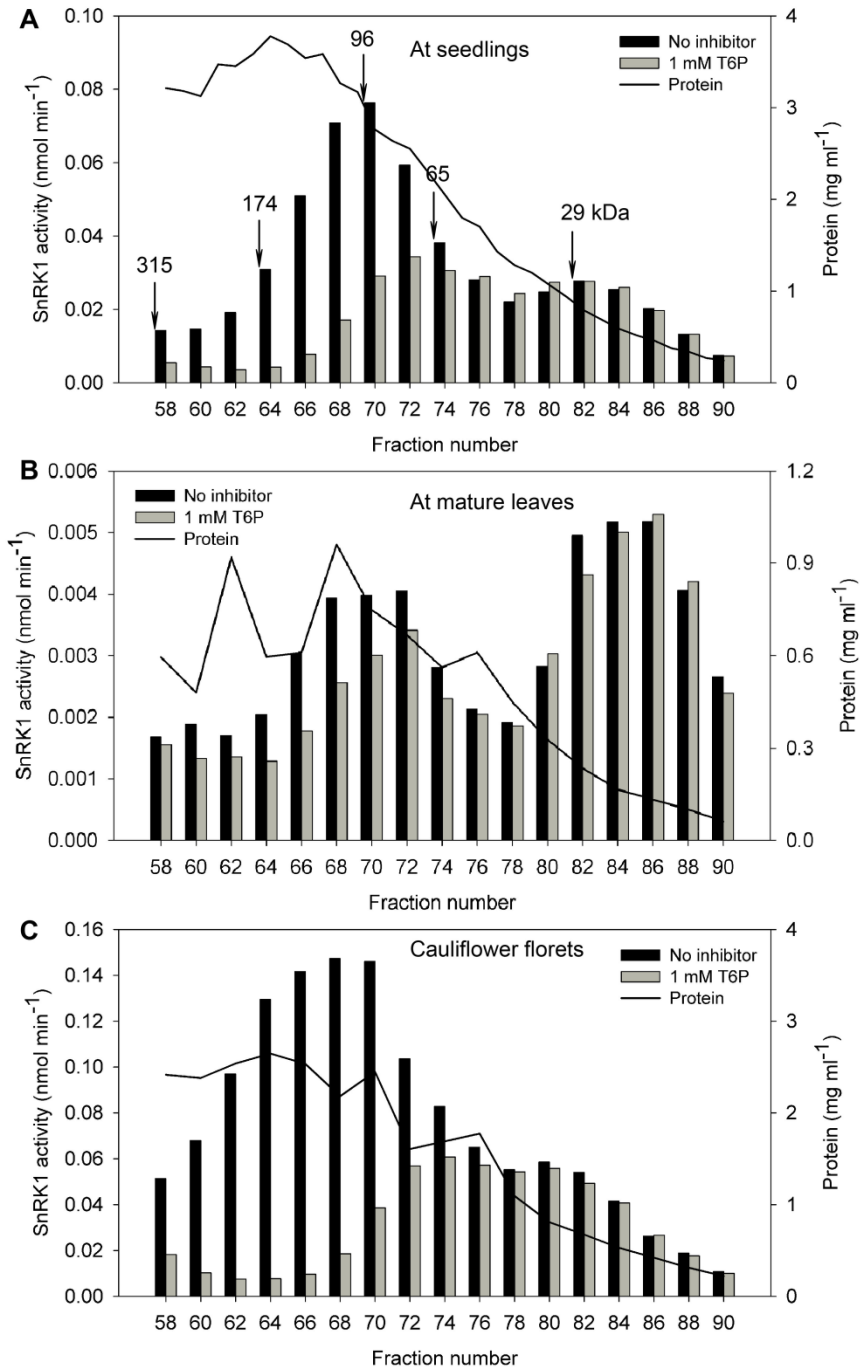 A
At seedlings
No inhibitor
1 mM T6P
Protein
315
174
96
65
29 kDa
SnRK1 activity (nmol min⁻¹)
0.10
0.08
0.06
0.04
0.02
0.00
Protein (mg ml⁻¹)
4
3
2
1
0
58 60 62 64 66 68 70 72 74 76 78 80 82 84 86 88 90
Fraction number
B
At mature leaves
No inhibitor
1 mM T6P
Protein
SnRK1 activity (nmol min⁻¹)
0.006
0.005
0.004
0.003
0.002
0.001
0.000
Protein (mg ml⁻¹)
1.2
0.9
0.6
0.3
0.0
58 60 62 64 66 68 70 72 74 76 78 80 82 84 86 88 90
Fraction number
C
Cauliflower florets
No inhibitor
1 mM T6P
Protein
SnRK1 activity (nmol min⁻¹)
0.16
0.14
0.12
0.10
0.08
0.06
0.04
0.02
0.00
Protein (mg ml⁻¹)
4
3
2
1
0
58 60 62 64 66 68 70 72 74 76 78 80 82 84 86 88 90
Fraction number